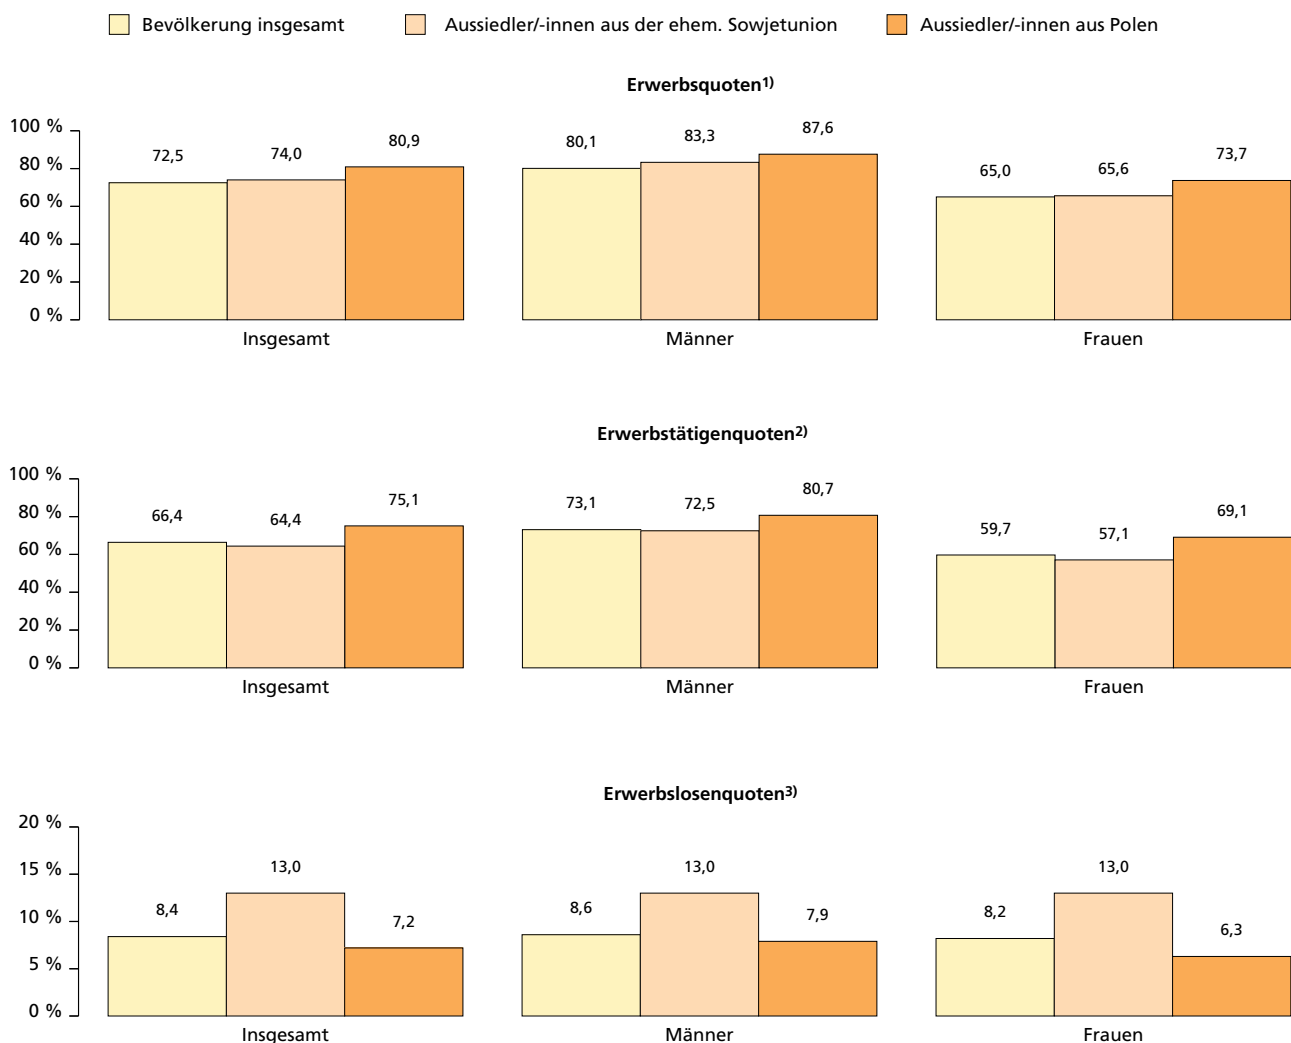 Bevölkerung insgesamt Aussiedler/-innen aus der ehem. Sowjetunion Aussiedler/-innen aus Polen
Erwerbsquoten1)
100 %
80 %
60 %
40 %
20 %
0 %
72,5 74,0 80,9
80,1 83,3 87,6
65,0 65,6 73,7
Insgesamt Männer Frauen
Erwerbstätigenquoten2)
100 %
80 %
60 %
40 %
20 %
0 %
66,4 64,4 75,1
73,1 72,5 80,7
59,7 57,1 69,1
Insgesamt Männer Frauen
Erwerbslosenquoten3)
20 %
15 %
10 %
5 %
0 %
8,4 13,0 7,2
8,6 13,0 7,9
8,2 13,0 6,3
Insgesamt Männer Frauen